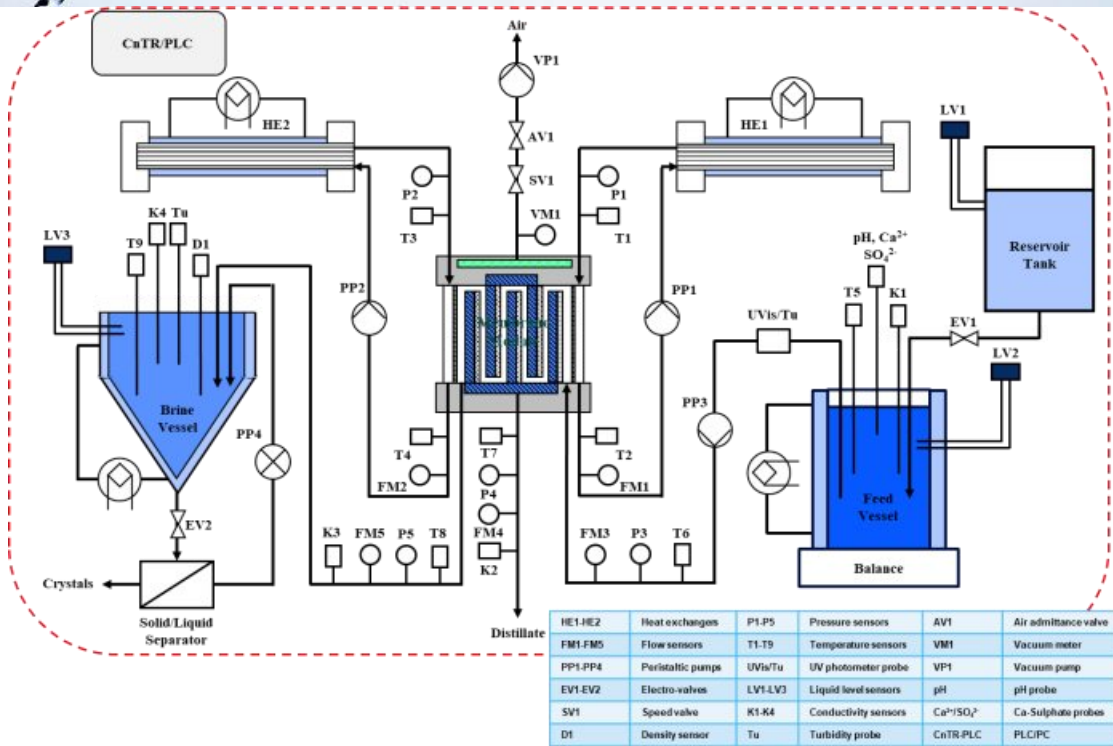 CnTR/PLC
Air
VP1
HE2
HE1
LV1
AV1
SV1
P2
P1
VM1
T3
T1
K4 Tu
LV3
T9
D1
pH, Ca²⁺
SO₄²⁻
Reservoir
Tank
PP2
PP1
T5
K1
UVis/Tu
EV1
LV2
Brine
Vessel
PP4
PP3
T4
T7
T2
FM2
FM1
P4
Feed
Vessel
EV2
K3 FM5 P5 T8
FM4
K2
FM3 P3 T6
Balance
Crystals
Solid/Liquid
Separator
Distillate
HE1-HE2 Heat exchangers P1-P5 Pressure sensors AV1 Air admittance valve
FM1-FM5 Flow sensors T1-T9 Temperature sensors VM1 Vacuum meter
PP1-PP4 Peristaltic pumps UVis/Tu UV photometer probe VP1 Vacuum pump
EV1-EV2 Electro-valves LV1-LV3 Liquid level sensors pH pH probe
SV1 Speed valve K1-K4 Conductivity sensors Ca²⁺/SO₄²⁻ Ca-Sulphate probes
D1 Density sensor Tu Turbidity probe CnTR-PLC PLC/PC